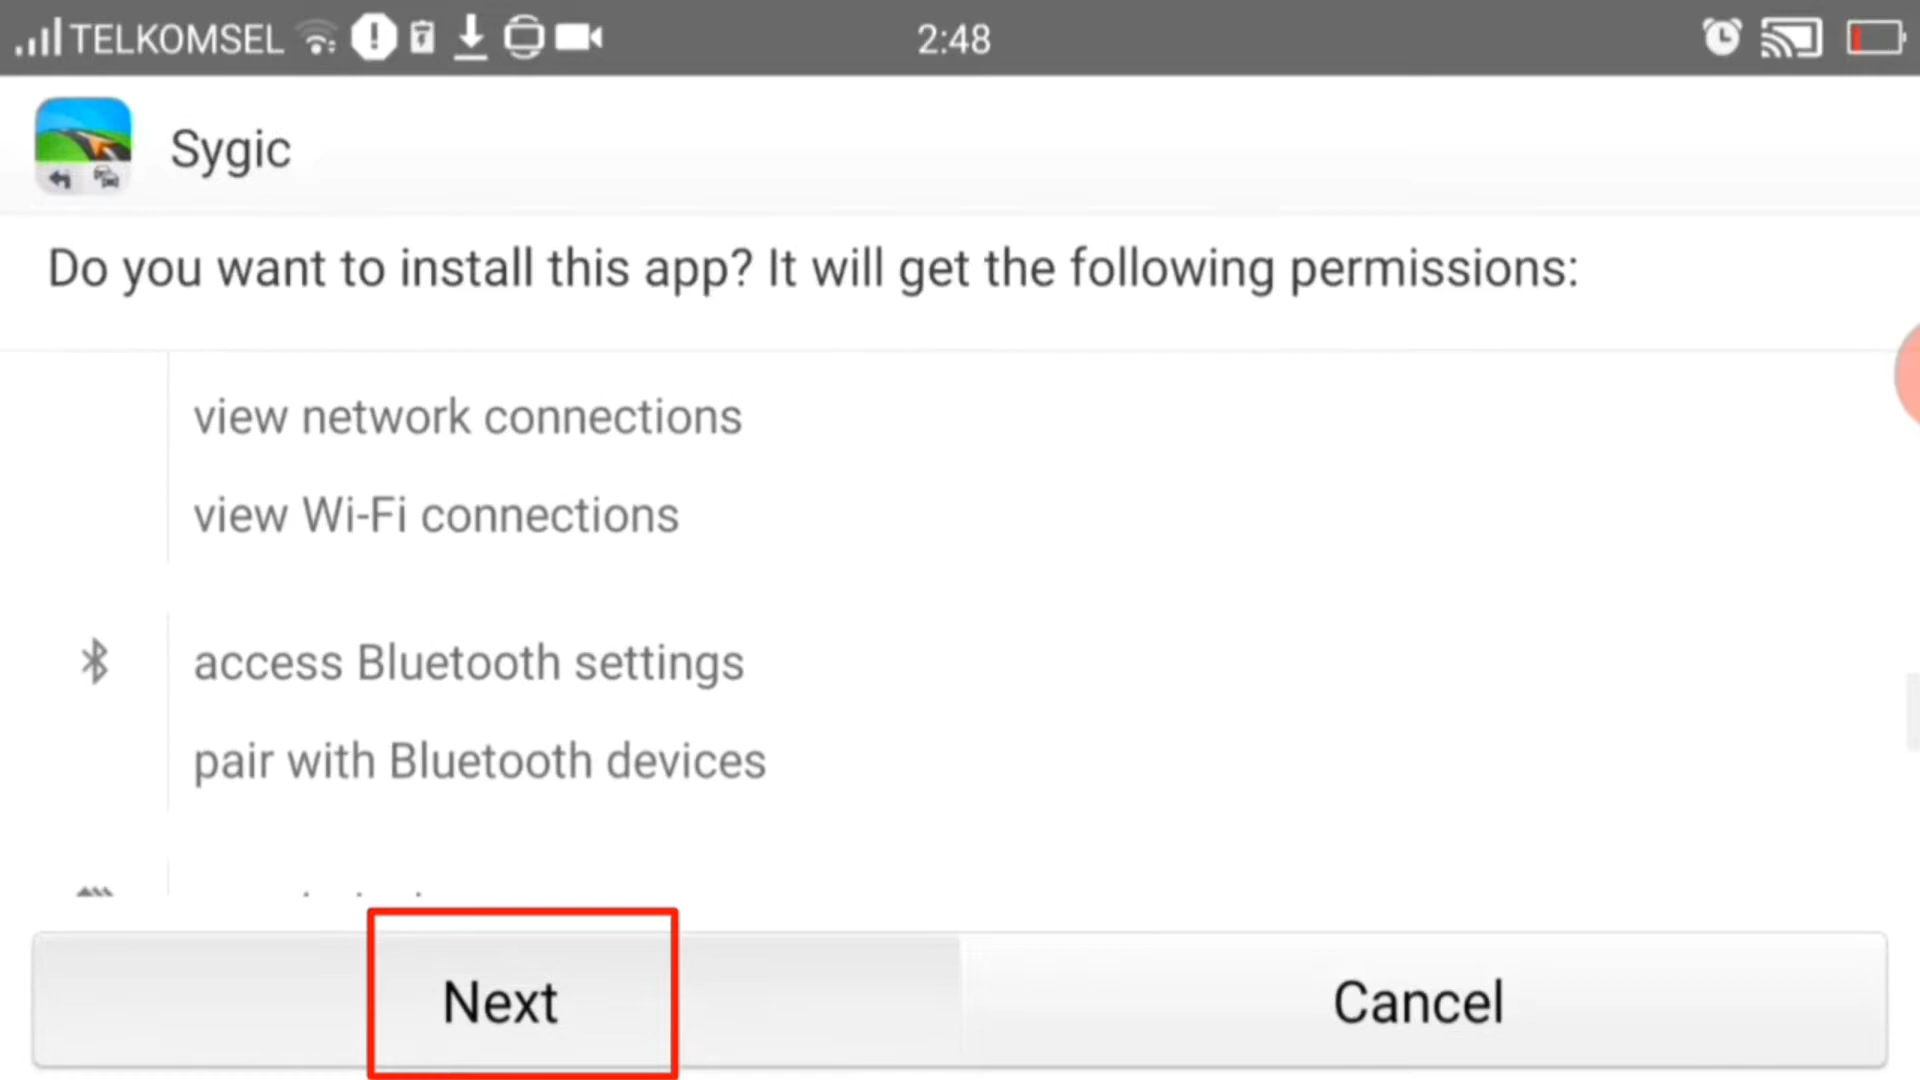 TELKOMSEL 2:48
Sygic
Do you want to install this app? It will get the following permissions:
view network connections
view Wi-Fi connections
access Bluetooth settings
pair with Bluetooth devices
Next Cancel